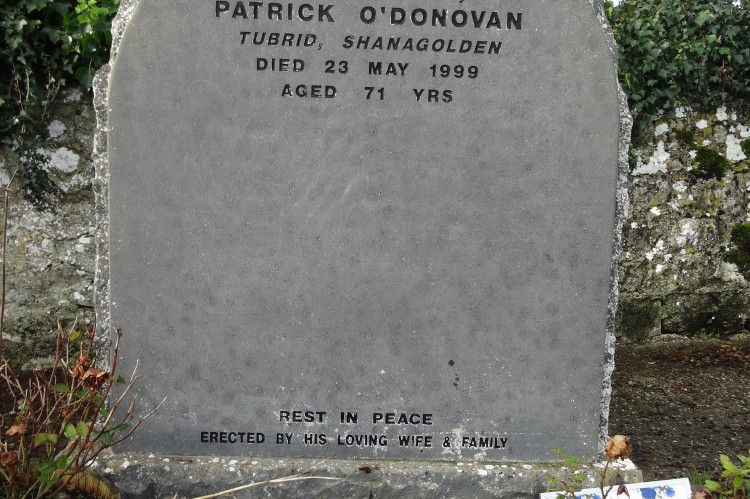 PATRICK O'DONOVAN
TUBRID, SHANAGOLDEN
DIED 23 MAY 1999
AGED 71 YRS
REST IN PEACE
ERECTED BY HIS LOVING WIFE & FAMILY